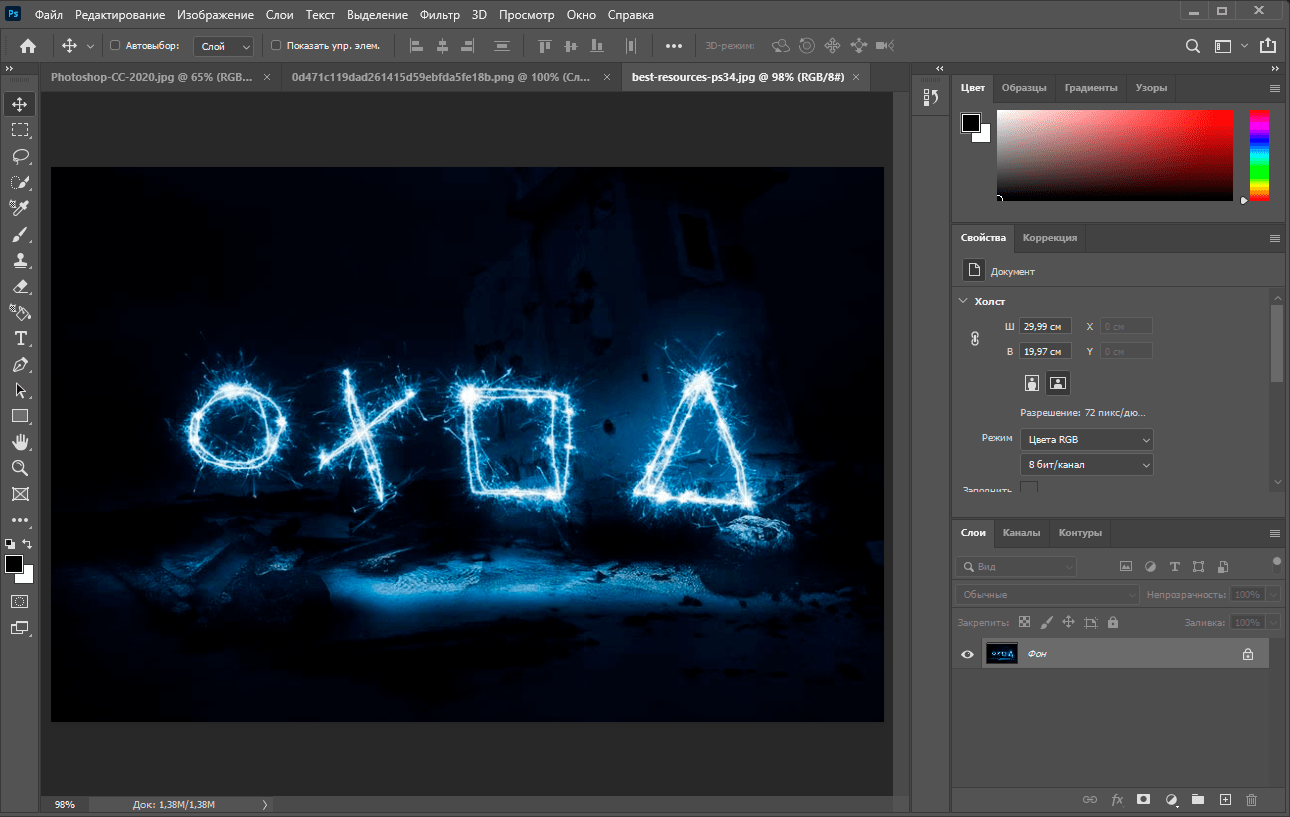 Ps Файл Редактирование Изображение Слои Текст Выделение Фильтр 3D Просмотр Окно Справка
Автовыбор: Слой Показать упр. элем. 3D-режим:
Photoshop-CC-2020.jpg @ 65% (RGB... × 0d471c119dad261415d59ebfda5fe18b.png @ 100% (Сл... × best-resources-ps34.jpg @ 98% (RGB/8#) ×
Цвет Образцы Градиенты Узоры
Свойства Коррекция
Документ
Холст
Ш 29,99 см X 0 см
В 19,97 см Y 0 см
Разрешение: 72 пикс/дю...
Режим Цвета RGB
8 бит/канал
Заполнить
Слои Каналы Контуры
Вид
Обычные Непрозрачность: 100%
Закрепить: Заливка: 100%
Фон
fx
98% Док: 1,38M/1,38M